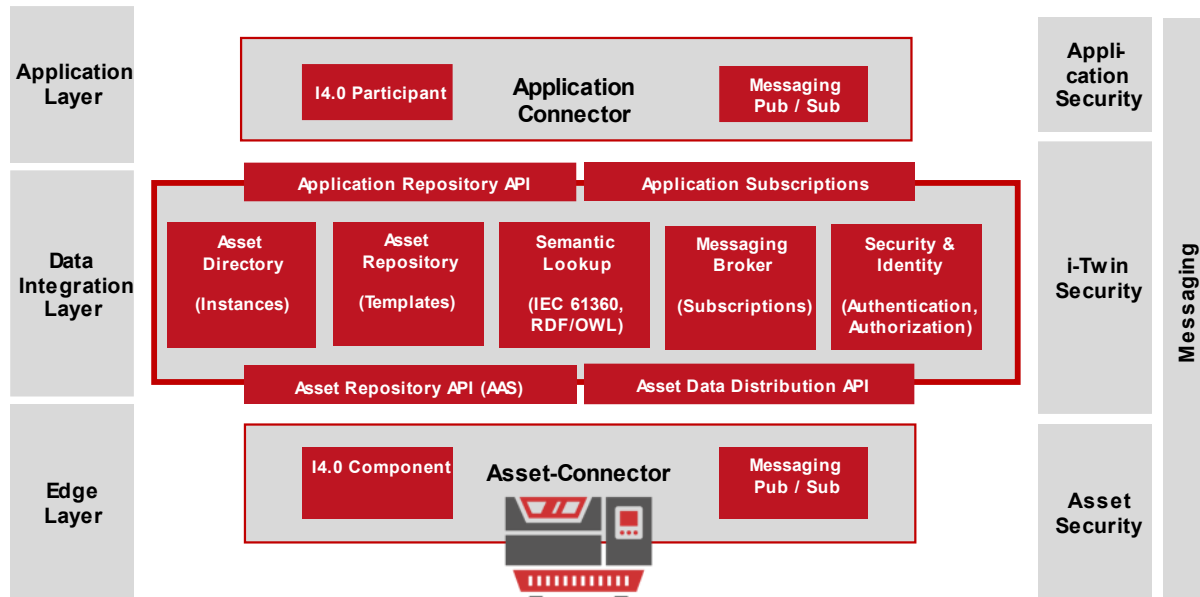 Application
Layer
I4.0 Participant
Application
Connector
Messaging
Pub / Sub
Appli-
cation
Security
Application Repository API
Application Subscriptions
Data
Integration
Layer
Asset
Directory
(Instances)
Asset
Repository
(Templates)
Semantic
Lookup
(IEC 61360,
RDF/OWL)
Messaging
Broker
(Subscriptions)
Security &
Identity
(Authentication,
Authorization)
i-Twin
Security
Messaging
Asset Repository API (AAS)
Asset Data Distribution API
Edge
Layer
I4.0 Component
Asset-Connector
Messaging
Pub / Sub
Asset
Security